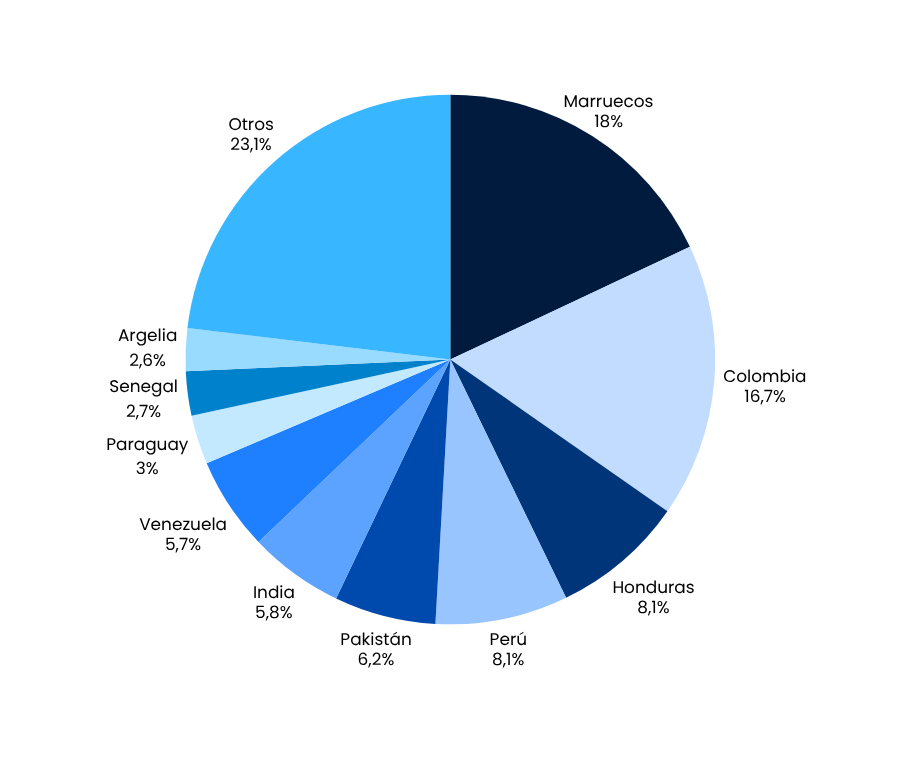 Marruecos
18%
Colombia
16,7%
Honduras
8,1%
Perú
8,1%
Pakistán
6,2%
India
5,8%
Venezuela
5,7%
Paraguay
3%
Senegal
2,7%
Argelia
2,6%
Otros
23,1%